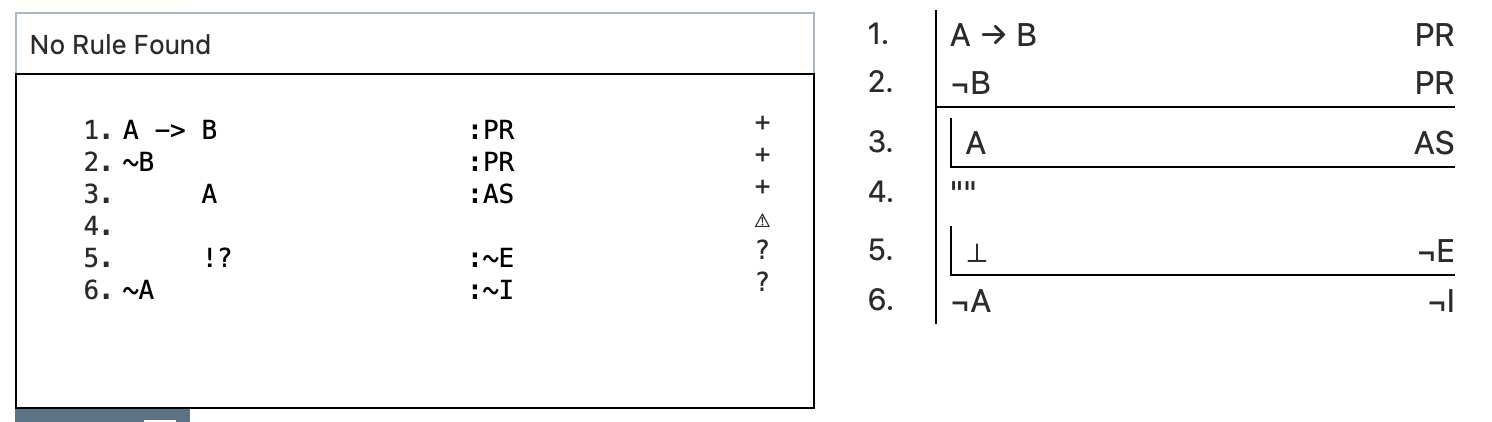 No Rule Found
1. A -> B :PR +
2. ~B :PR +
3. A :AS +
4. ⚠
5. !? :~E ?
6. ~A :~I ?
1. A → B PR
2. ¬B PR
3. A AS
4. ""
5. ⊥ ¬E
6. ¬A ¬I